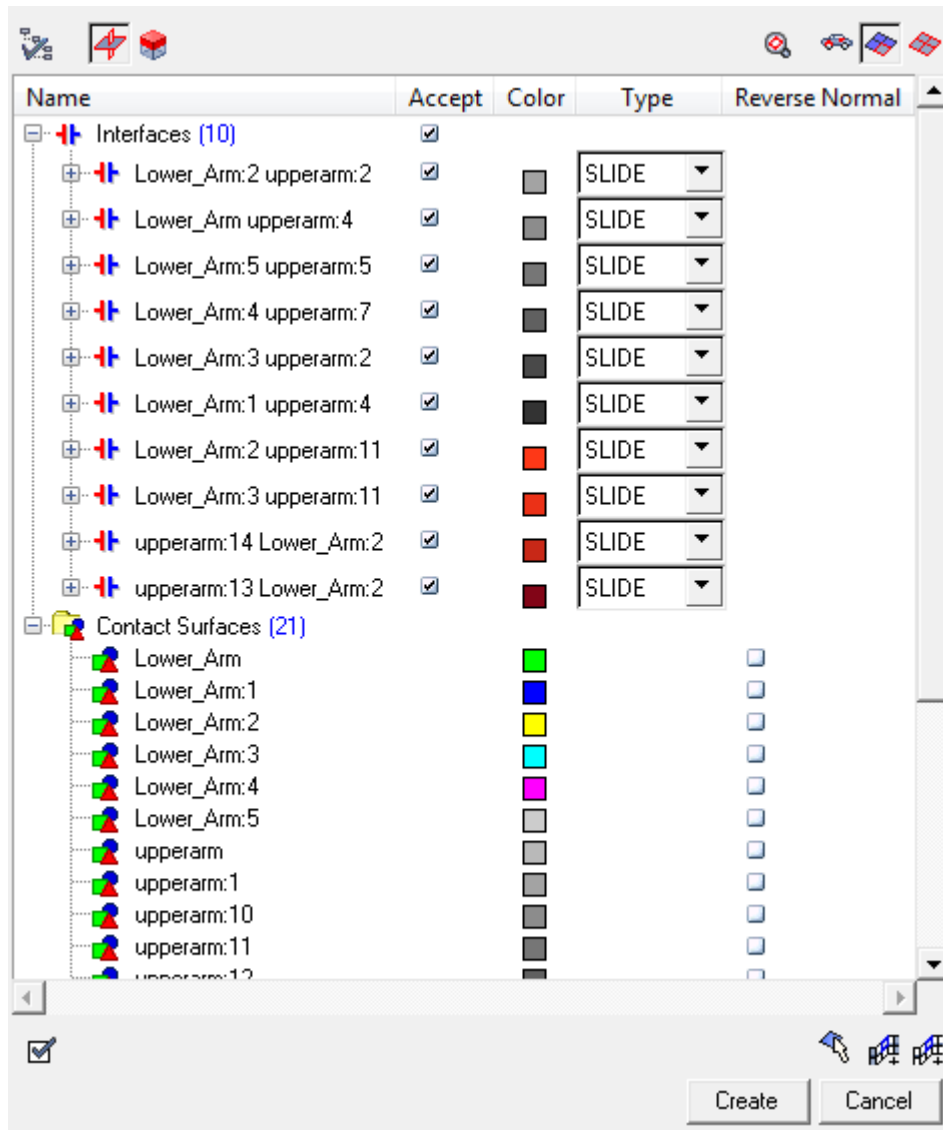 Name Accept Color Type Reverse Normal
Interfaces (10)
Lower_Arm:2 upperarm:2 SLIDE
Lower_Arm upperarm:4 SLIDE
Lower_Arm:5 upperarm:5 SLIDE
Lower_Arm:4 upperarm:7 SLIDE
Lower_Arm:3 upperarm:2 SLIDE
Lower_Arm:1 upperarm:4 SLIDE
Lower_Arm:2 upperarm:11 SLIDE
Lower_Arm:3 upperarm:11 SLIDE
upperarm:14 Lower_Arm:2 SLIDE
upperarm:13 Lower_Arm:2 SLIDE
Contact Surfaces (21)
Lower_Arm
Lower_Arm:1
Lower_Arm:2
Lower_Arm:3
Lower_Arm:4
Lower_Arm:5
upperarm
upperarm:1
upperarm:10
upperarm:11
upperarm:12
Create Cancel